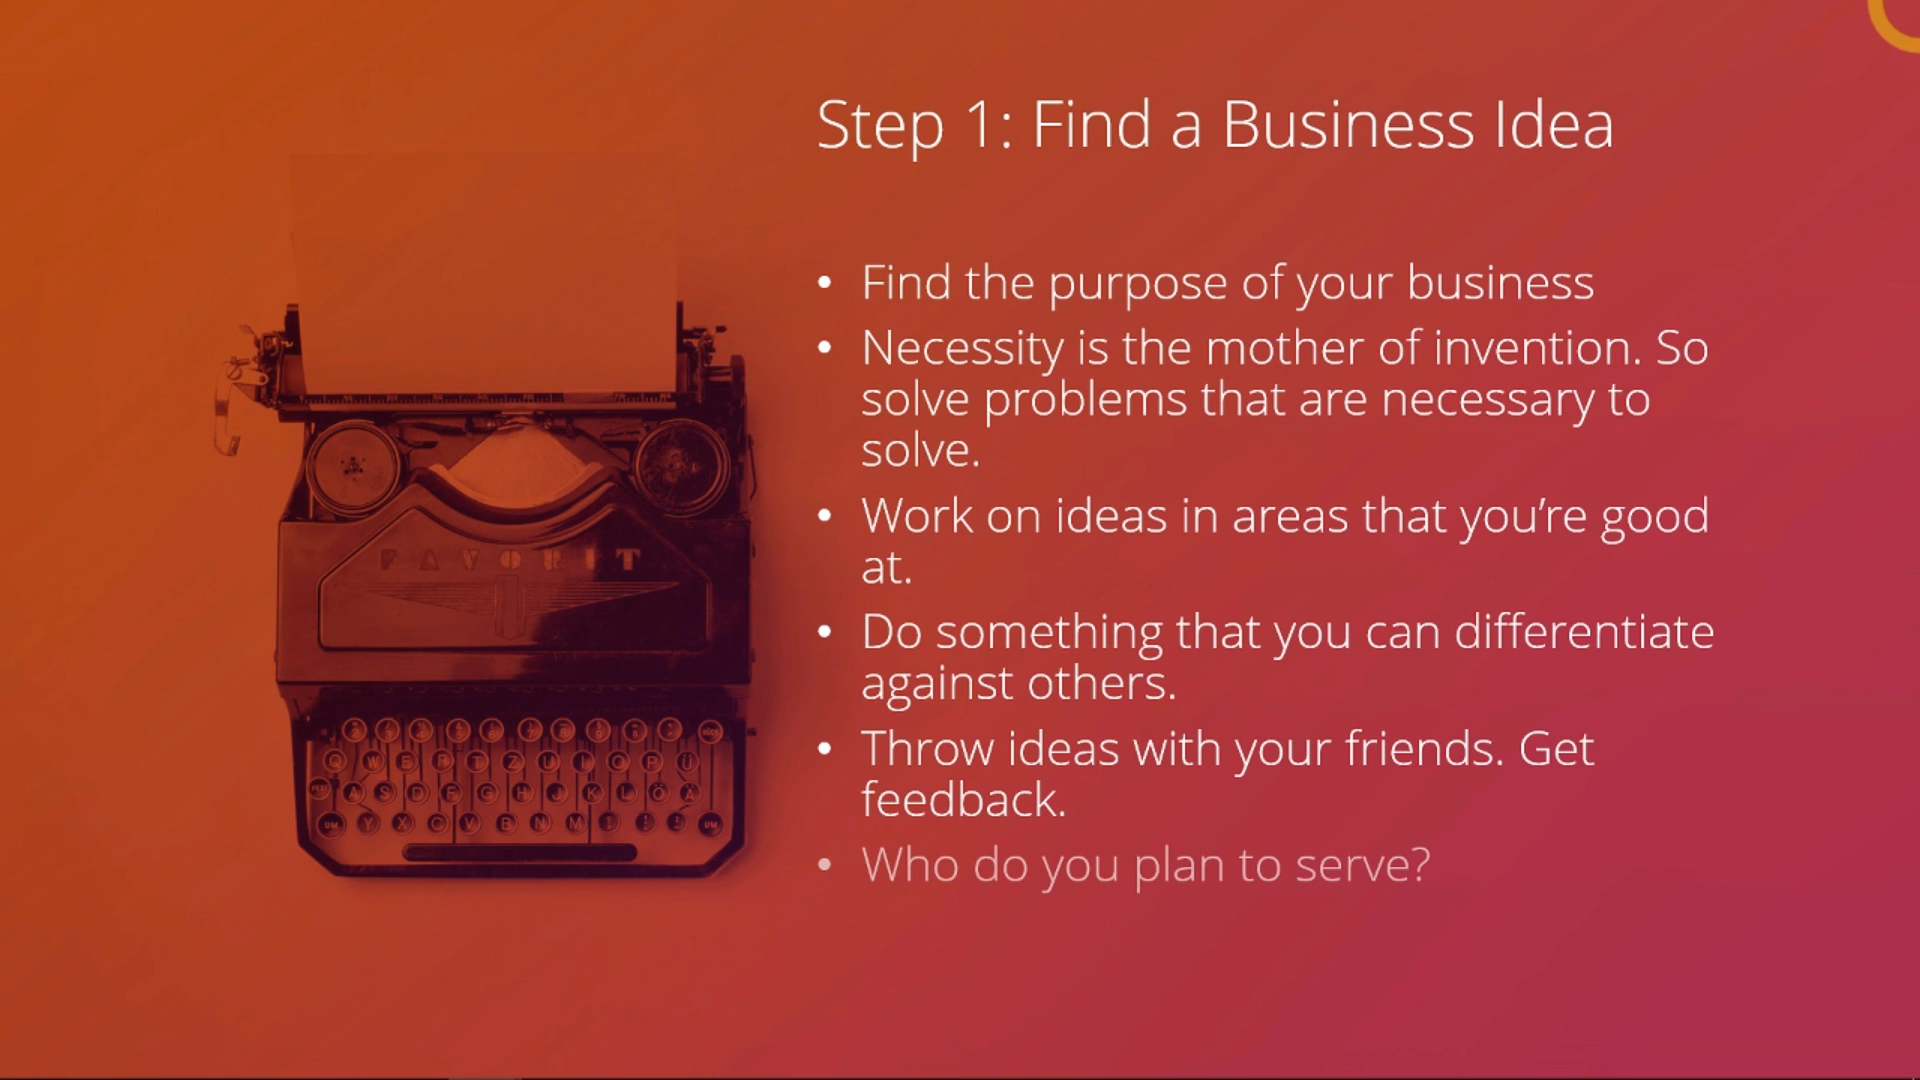 Step 1: Find a Business Idea
• Find the purpose of your business
• Necessity is the mother of invention. So
solve problems that are necessary to
solve.
• Work on ideas in areas that you’re good
at.
• Do something that you can differentiate
against others.
• Throw ideas with your friends. Get
feedback.
• Who do you plan to serve?
FAVORIT
Q W E R T Z U I O P Ü
A S D F G H J K L Ö Ä
Y X C V B N M